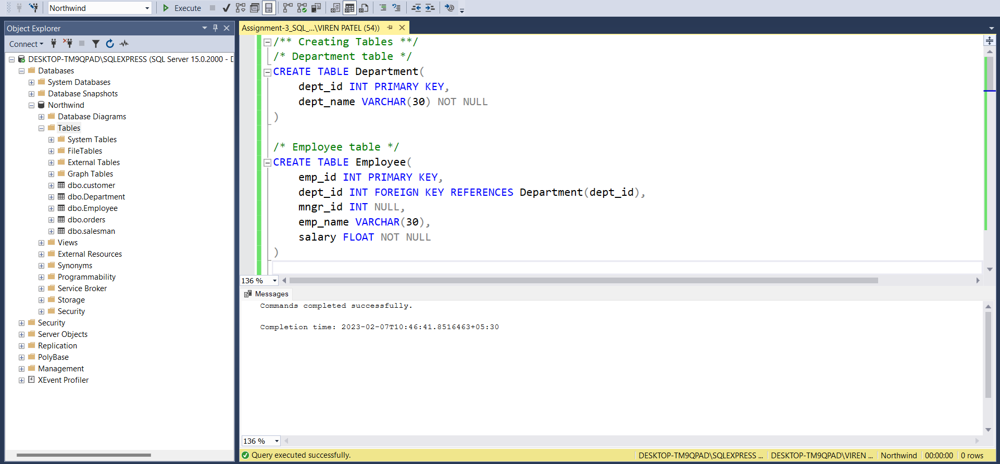 Northwind
Execute
Object Explorer
Connect
DESKTOP-TM9QPAD\SQLEXPRESS (SQL Server 15.0.2000 -
Databases
System Databases
Database Snapshots
Northwind
Database Diagrams
Tables
System Tables
FileTables
External Tables
Graph Tables
dbo.customer
dbo.Department
dbo.Employee
dbo.orders
dbo.salesman
Views
External Resources
Synonyms
Programmability
Service Broker
Storage
Security
Security
Server Objects
Replication
PolyBase
Management
XEvent Profiler
Assignment-3_SQL_...\VIREN PATEL (54))
/** Creating Tables **/
/* Department table */
CREATE TABLE Department(
dept_id INT PRIMARY KEY,
dept_name VARCHAR(30) NOT NULL
)
/* Employee table */
CREATE TABLE Employee(
emp_id INT PRIMARY KEY,
dept_id INT FOREIGN KEY REFERENCES Department(dept_id),
mngr_id INT NULL,
emp_name VARCHAR(30),
salary FLOAT NOT NULL
)
136 %
Messages
Commands completed successfully.
Completion time: 2023-02-07T10:46:41.8516463+05:30
136 %
Query executed successfully.
DESKTOP-TM9QPAD\SQLEXPRESS ...
DESKTOP-TM9QPAD\VIREN ...
Northwind
00:00:00
0 rows